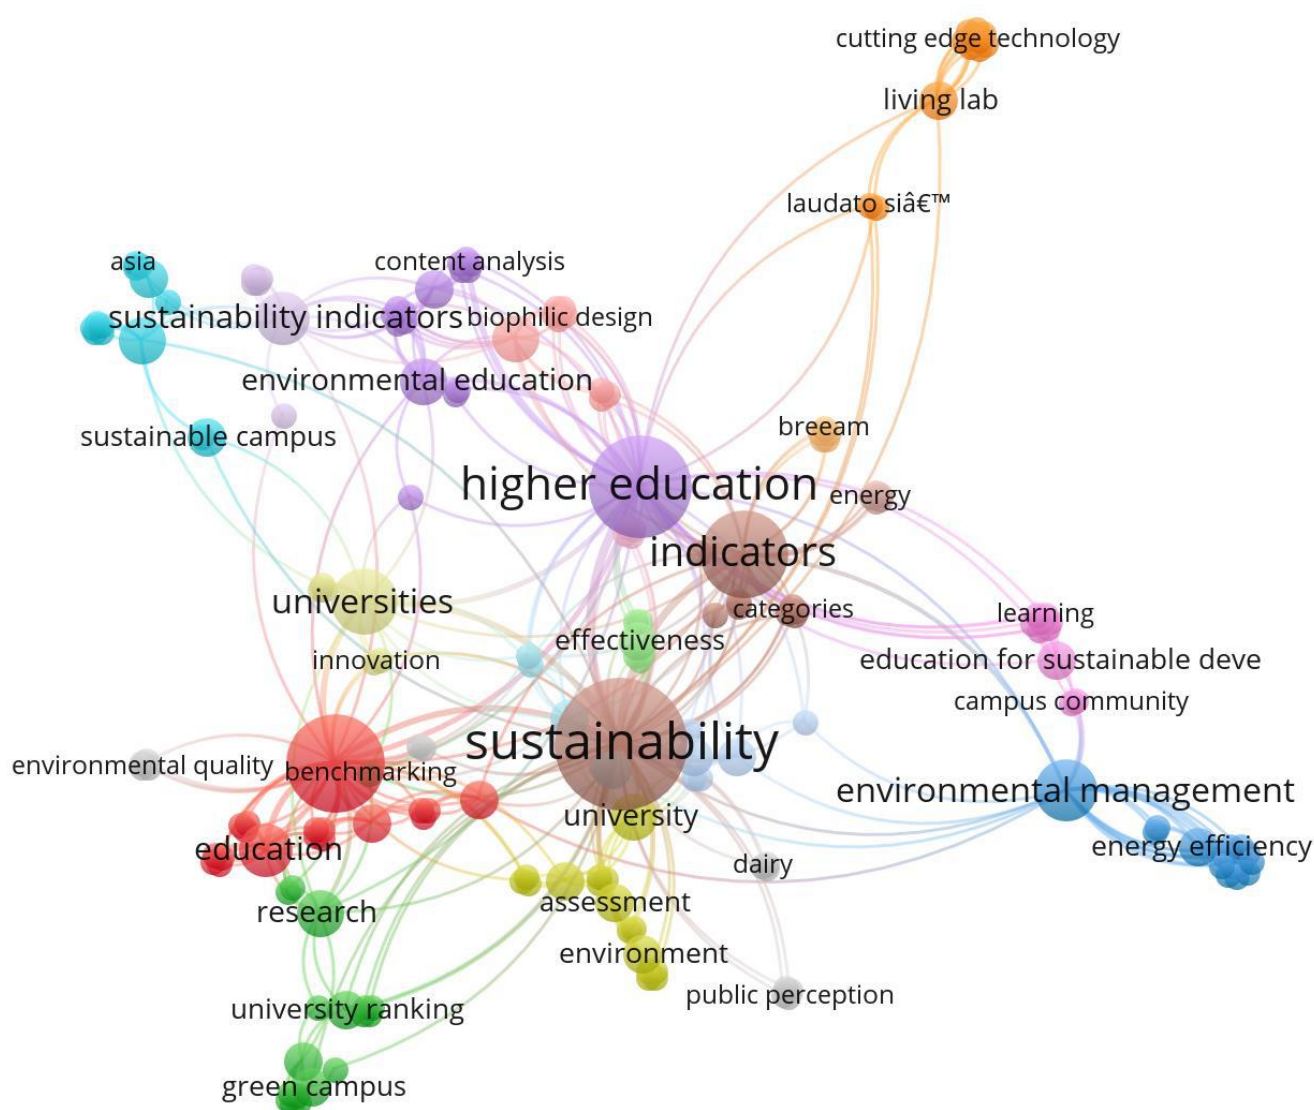 cutting edge technology
living lab
laudato siâ€™
asia
content analysis
sustainability indicators
biophilic design
environmental education
breeam
sustainable campus
higher education
energy
indicators
universities
categories
learning
effectiveness
innovation
education for sustainable deve
campus community
sustainability
environmental quality
benchmarking
environmental management
university
education
energy efficiency
dairy
assessment
research
environment
public perception
university ranking
green campus